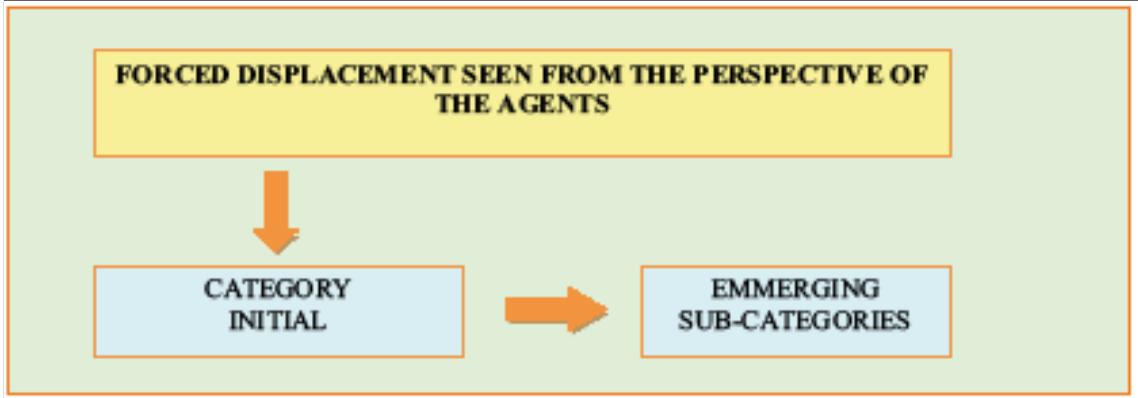 FORCED DISPLACEMENT SEEN FROM THE PERSPECTIVE OF
THE AGENTS
CATEGORY
INITIAL
EMMERGING
SUB-CATEGORIES